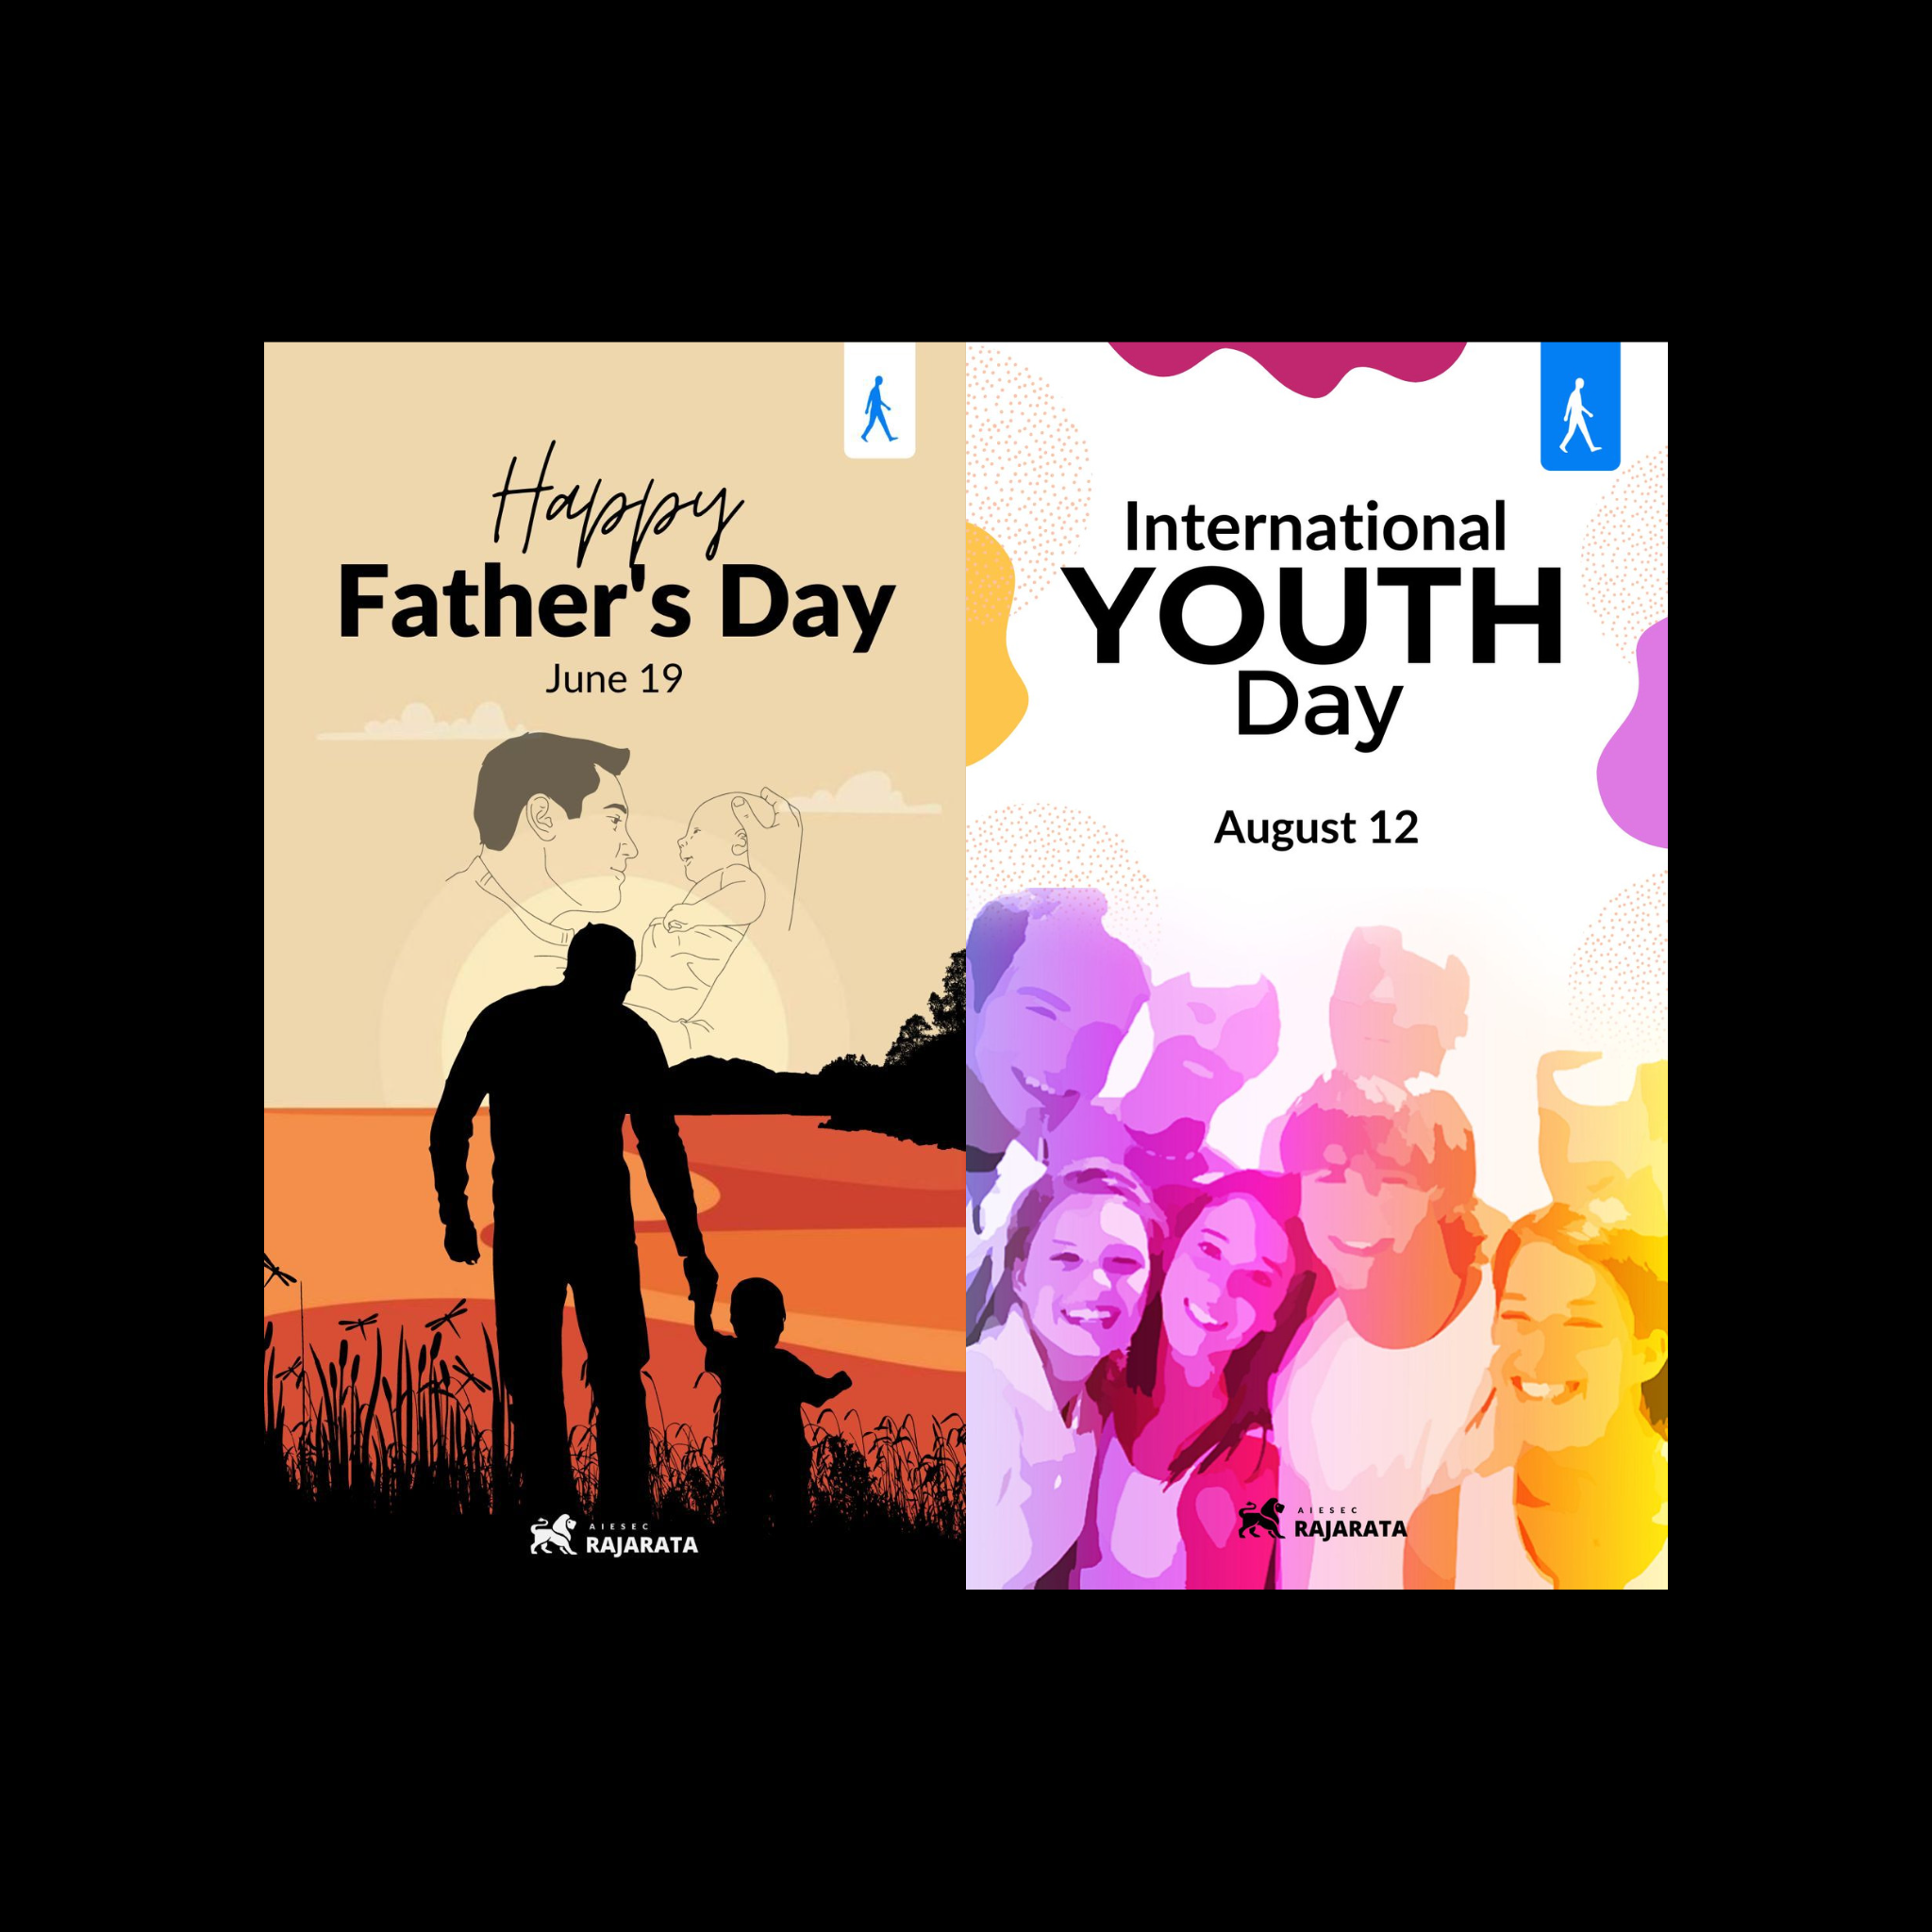 Happy
Father's Day
June 19
AIESEC
RAJARATA
International
YOUTH
Day
August 12
AIESEC
RAJARATA